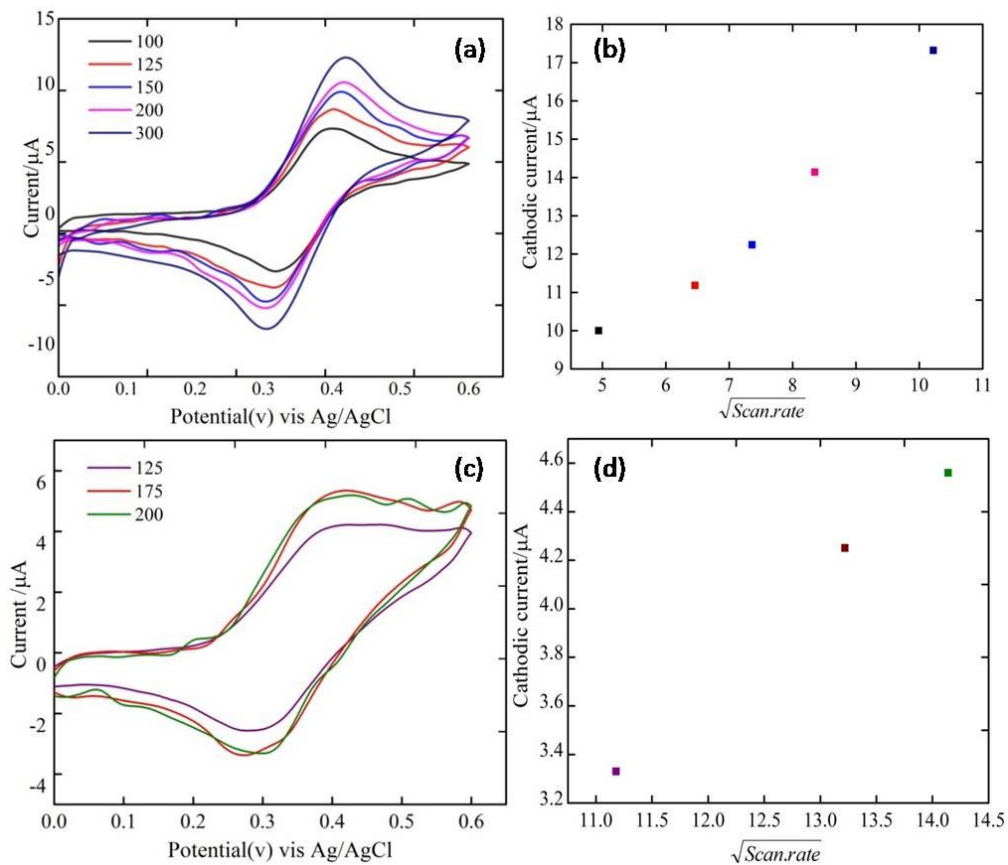 (a)
100
125
150
200
300
15
10
5
0
-5
-10
Current/µA
0.0 0.1 0.2 0.3 0.4 0.5 0.6
Potential(v) vis Ag/AgCl
(b)
18
17
16
15
14
13
12
11
10
9
Cathodic current/µA
5 6 7 8 9 10 11
√Scan.rate
(c)
125
175
200
6
4
2
0
-2
-4
Current /µA
0.0 0.1 0.2 0.3 0.4 0.5 0.6
Potential(v) vis Ag/AgCl
(d)
4.6
4.4
4.2
4.0
3.8
3.6
3.4
3.2
Cathodic current/µA
11.0 11.5 12.0 12.5 13.0 13.5 14.0 14.5
√Scan.rate